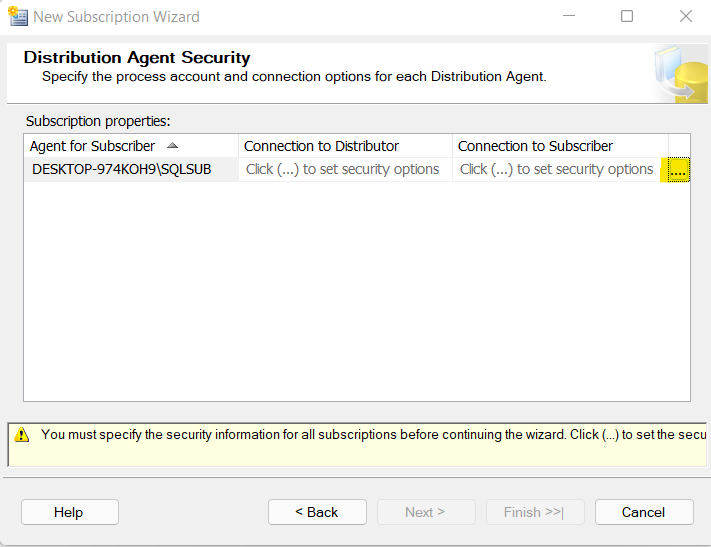 New Subscription Wizard
Distribution Agent Security
Specify the process account and connection options for each Distribution Agent.
Subscription properties:
Agent for Subscriber Connection to Distributor Connection to Subscriber
DESKTOP-974KOH9\SQLSUB Click (...) to set security options Click (...) to set security options ....
You must specify the security information for all subscriptions before continuing the wizard. Click (...) to set the secu
Help < Back Next > Finish >>| Cancel